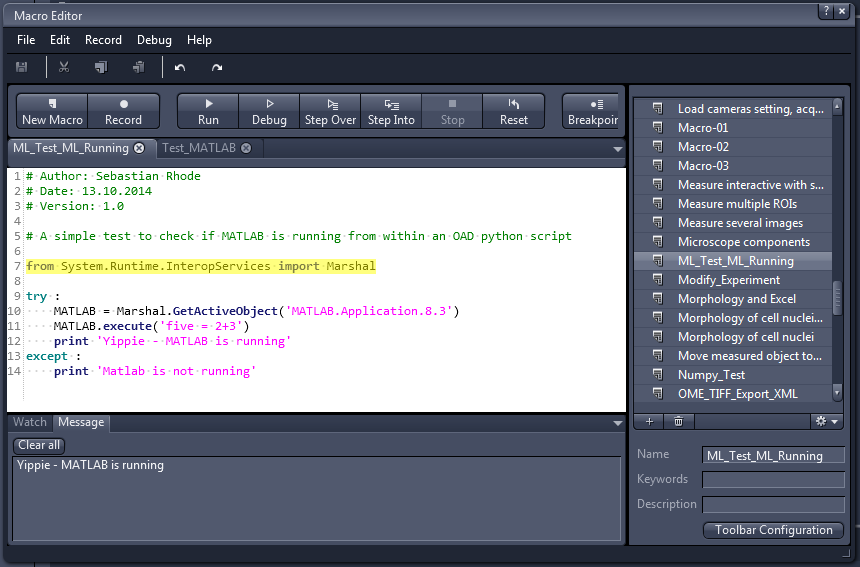 Macro Editor
? ×
File Edit Record Debug Help
New Macro Record Run Debug Step Over Step Into Stop Reset Breakpoin
ML_Test_ML_Running Test_MATLAB
1 # Author: Sebastian Rhode
2 # Date: 13.10.2014
3 # Version: 1.0
4
5 # A simple test to check if MATLAB is running from within an OAD python script
6
7 from System.Runtime.InteropServices import Marshal
8
9 try :
10 MATLAB = Marshal.GetActiveObject('MATLAB.Application.8.3')
11 MATLAB.execute('five = 2+3')
12 print 'Yippie - MATLAB is running'
13 except :
14 print 'Matlab is not running'
Watch Message
Clear all
Yippie - MATLAB is running
Load cameras setting, acq...
Macro-01
Macro-02
Macro-03
Measure interactive with s...
Measure multiple ROIs
Measure several images
Microscope components
ML_Test_ML_Running
Modify_Experiment
Morphology and Excel
Morphology of cell nuclei...
Morphology of cell nuclei
Move measured object to...
Numpy_Test
OME_TIFF_Export_XML
+
Name ML_Test_ML_Running
Keywords
Description
Toolbar Configuration